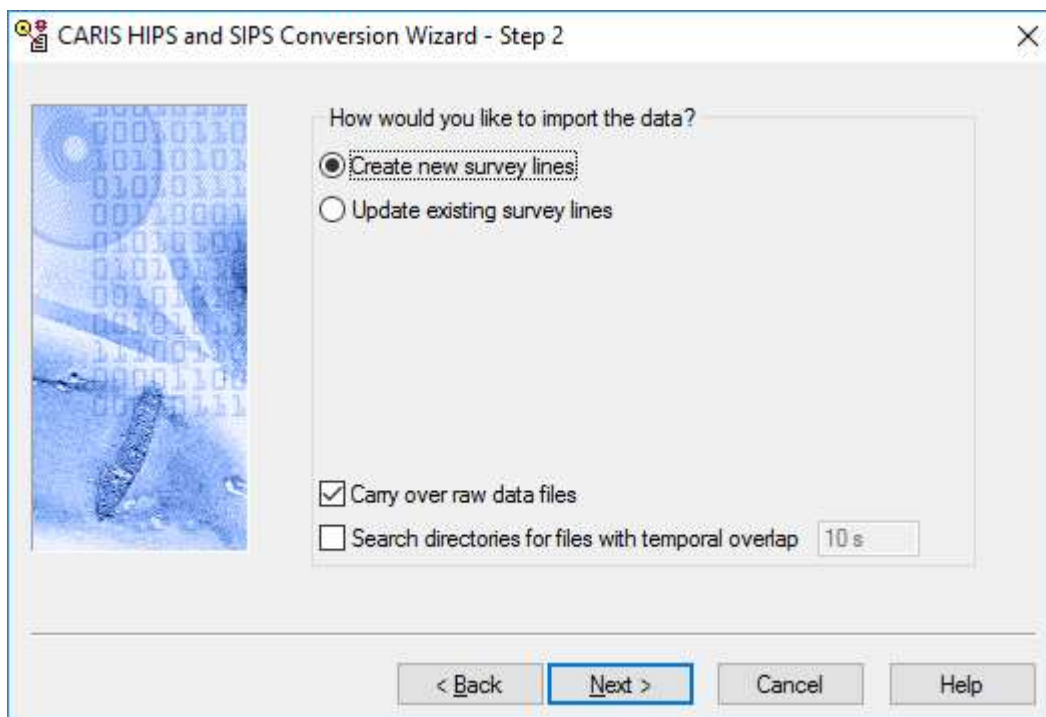 CARIS HIPS and SIPS Conversion Wizard - Step 2
How would you like to import the data?
Create new survey lines
Update existing survey lines
Carry over raw data files
Search directories for files with temporal overlap 10 s
< Back Next > Cancel Help